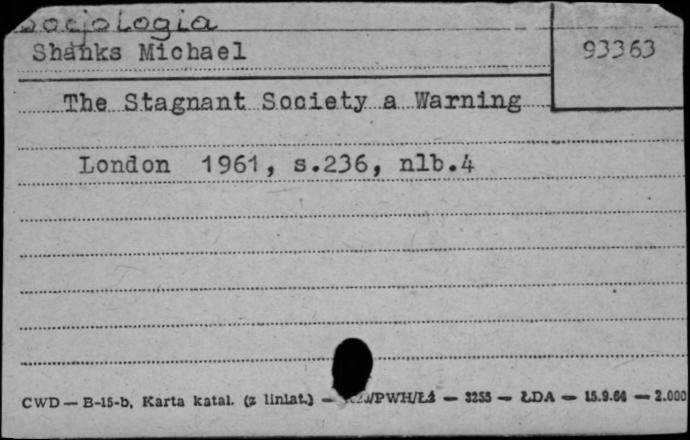 Socjologia
Shanks Michael
93363
The Stagnant Society a Warning
London 1961, s.236, nlb.4
CWD — B-15-b, Karta katal. (z liniat.) — /PWH/Łź — 3255 — ŁDA — 15.9.64 — 2.000